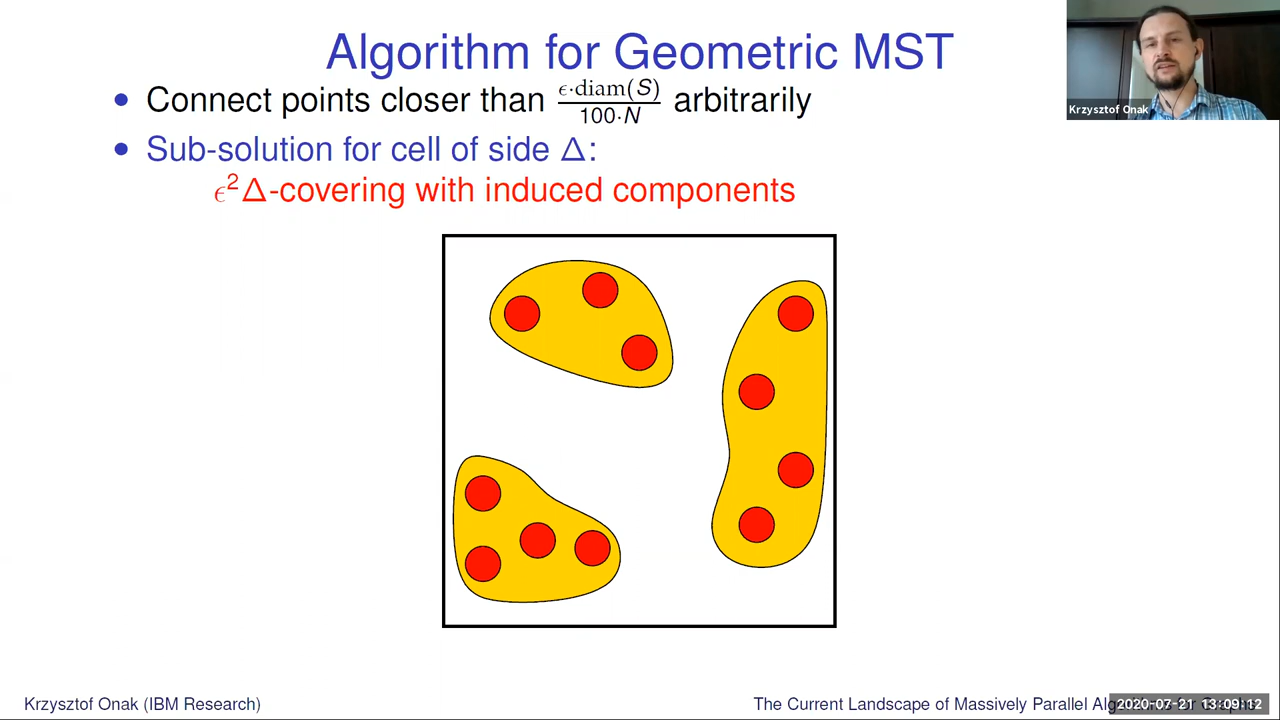 Algorithm for Geometric MST
• Connect points closer than ϵ·diam(S)/100·N arbitrarily
• Sub-solution for cell of side Δ:
ϵ²Δ-covering with induced components
Krzysztof Onak
Krzysztof Onak (IBM Research)
The Current Landscape of Massively Parallel
2020-07-21 13:09:12